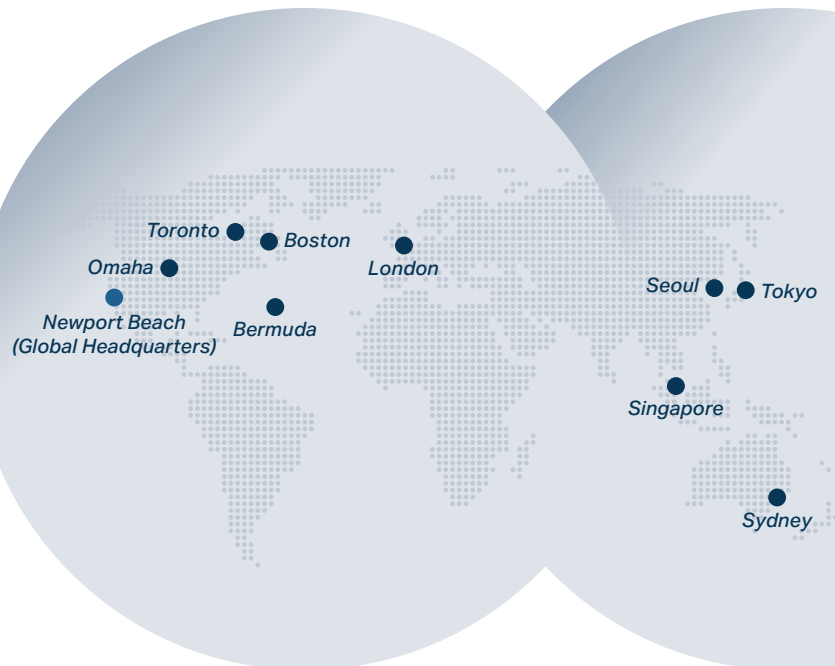 Toronto
Boston
Omaha
London
Seoul
Tokyo
Newport Beach
(Global Headquarters)
Bermuda
Singapore
Sydney